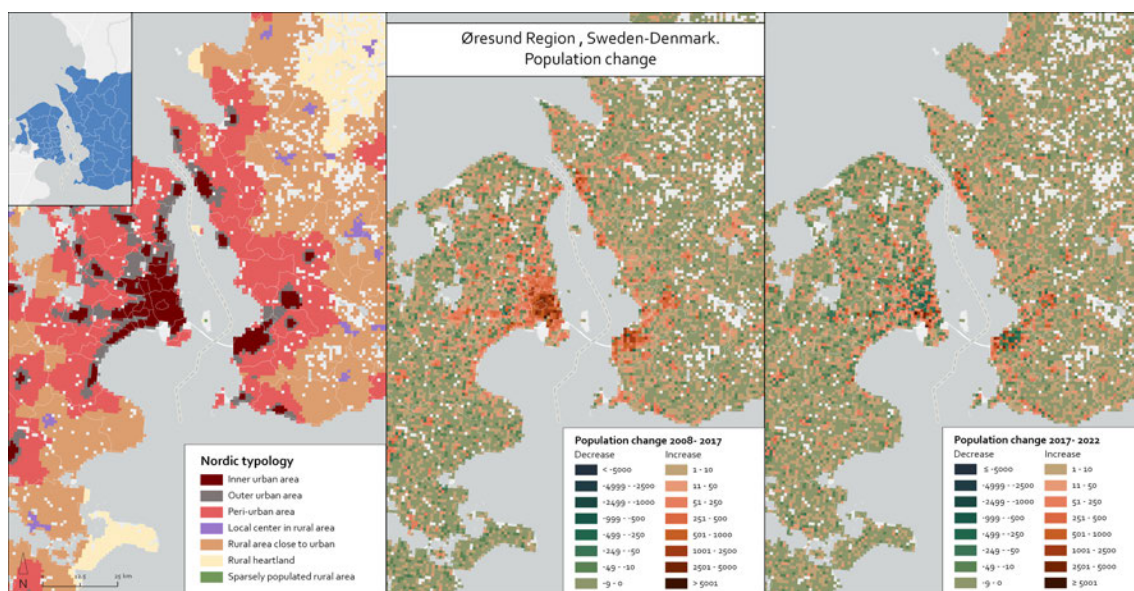 Øresund Region , Sweden-Denmark.
Population change
Nordic typology
Inner urban area
Outer urban area
Peri-urban area
Local center in rural area
Rural area close to urban
Rural heartland
Sparsely populated rural area
N
12.5
25 km
Population change 2008- 2017
Decrease Increase
< -5000 1 - 10
-4999 - -2500 11 - 50
-2499 - -1000 51 - 250
-999 - -500 251 - 500
-499 - -250 501 - 1000
-249 - -50 1001 - 2500
-49 - -10 2501 - 5000
-9 - 0 > 5001
Population change 2017- 2022
Decrease Increase
≤ -5000 1 - 10
-4999 - -2500 11 - 50
-2499 - -1000 51 - 250
-999 - -500 251 - 500
-499 - -250 501 - 1000
-249 - -50 1001 - 2500
-49 - -10 2501 - 5000
-9 - 0 ≥ 5001